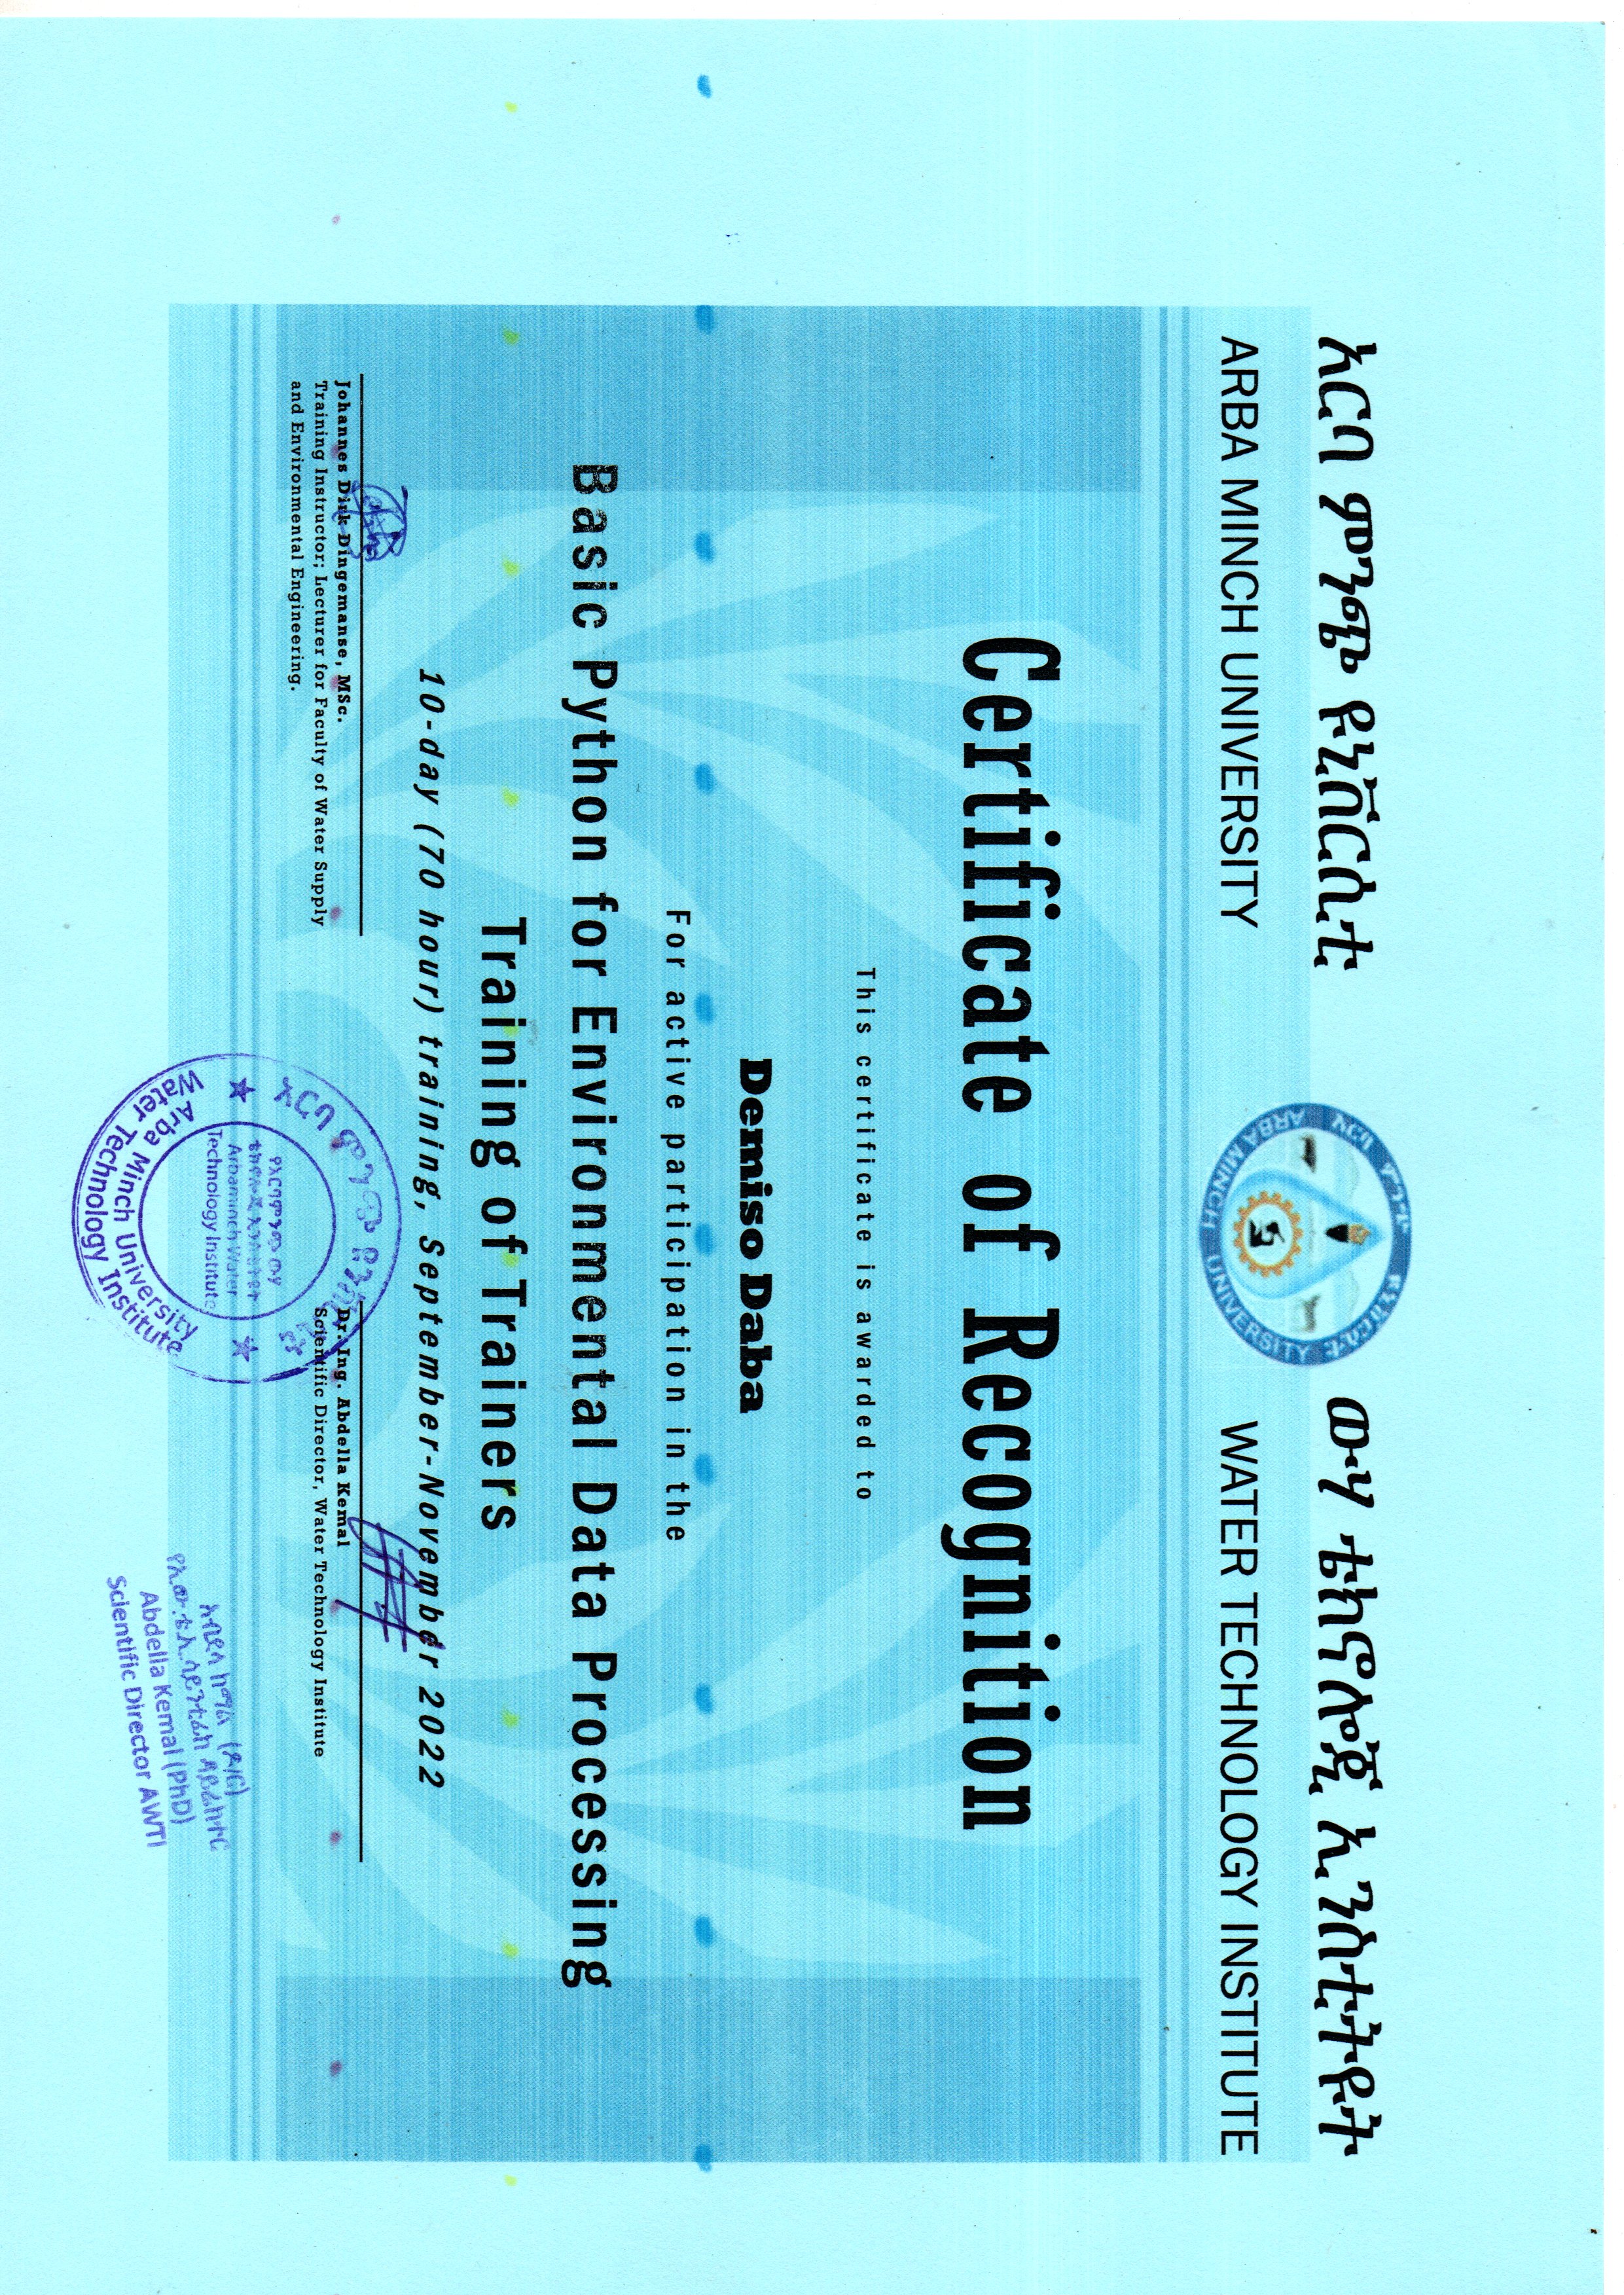 አርባ ምንጭ ዩኒቨርሲቲ
ውሃ ቴክኖሎጂ ኢንስቲትዩት
ARBA MINCH UNIVERSITY
WATER TECHNOLOGY INSTITUTE
አርባ ምንጭ ዩኒቨርሲቲ
ARBA MINCH UNIVERSITY
Certificate of Recognition
This certificate is awarded to
Demiso Daba
For active participation in the
Basic Python for Environmental Data Processing
Training of Trainers
10-day (70 hour) training, September-November 2022
Johannes Dirk Dingemanse, MSc.
Training Instructor; Lecturer for Faculty of Water Supply
and Environmental Engineering.
Dr. Ing. Abdella Kemal
Scientific Director, Water Technology Institute
አርባ ምንጭ ዩንቨርሲቲ
የአርባምንጭ ውሃ
ቴክኖሎጂ ኢንስቲትዩት
Arbaminch Water
Technology Institute
Arba Minch University
Water Technology Institute
አብደላ ከማል (ዶ/ር)
የኢ.ው.ቴ.ኢ. ሳይንቲፊክ ዳይሬክተር
Abdella Kemal (PhD)
Scientific Director AWTI